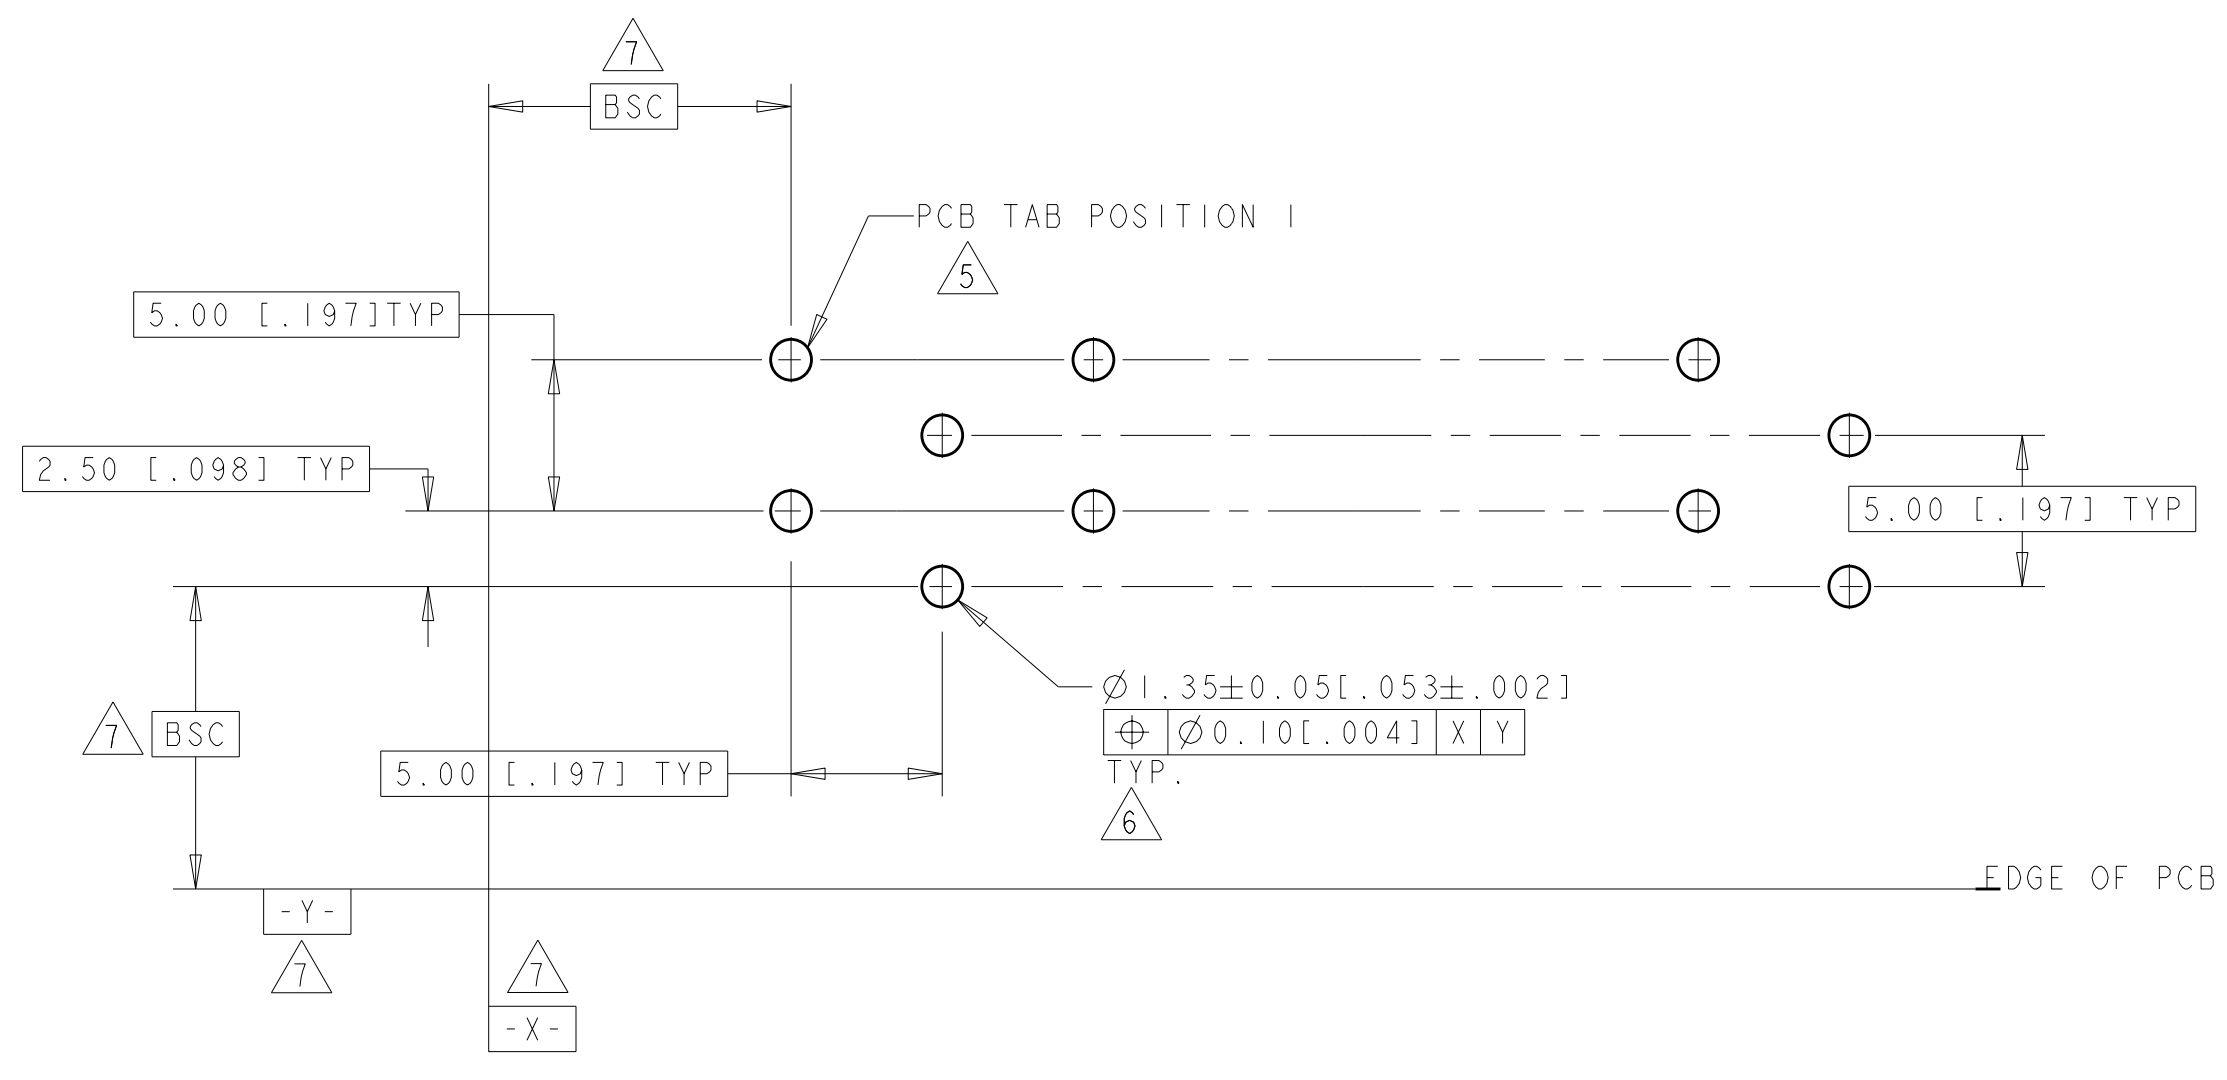 7
BSC
PCB TAB POSITION 1
5
5.00 [.197]TYP
2.50 [.098] TYP
5.00 [.197] TYP
Ø1.35±0.05[.053±.002]
⌖ Ø0.10[.004] X Y
TYP.
6
7 BSC
5.00 [.197] TYP
EDGE OF PCB
-Y-
7
7
-X-